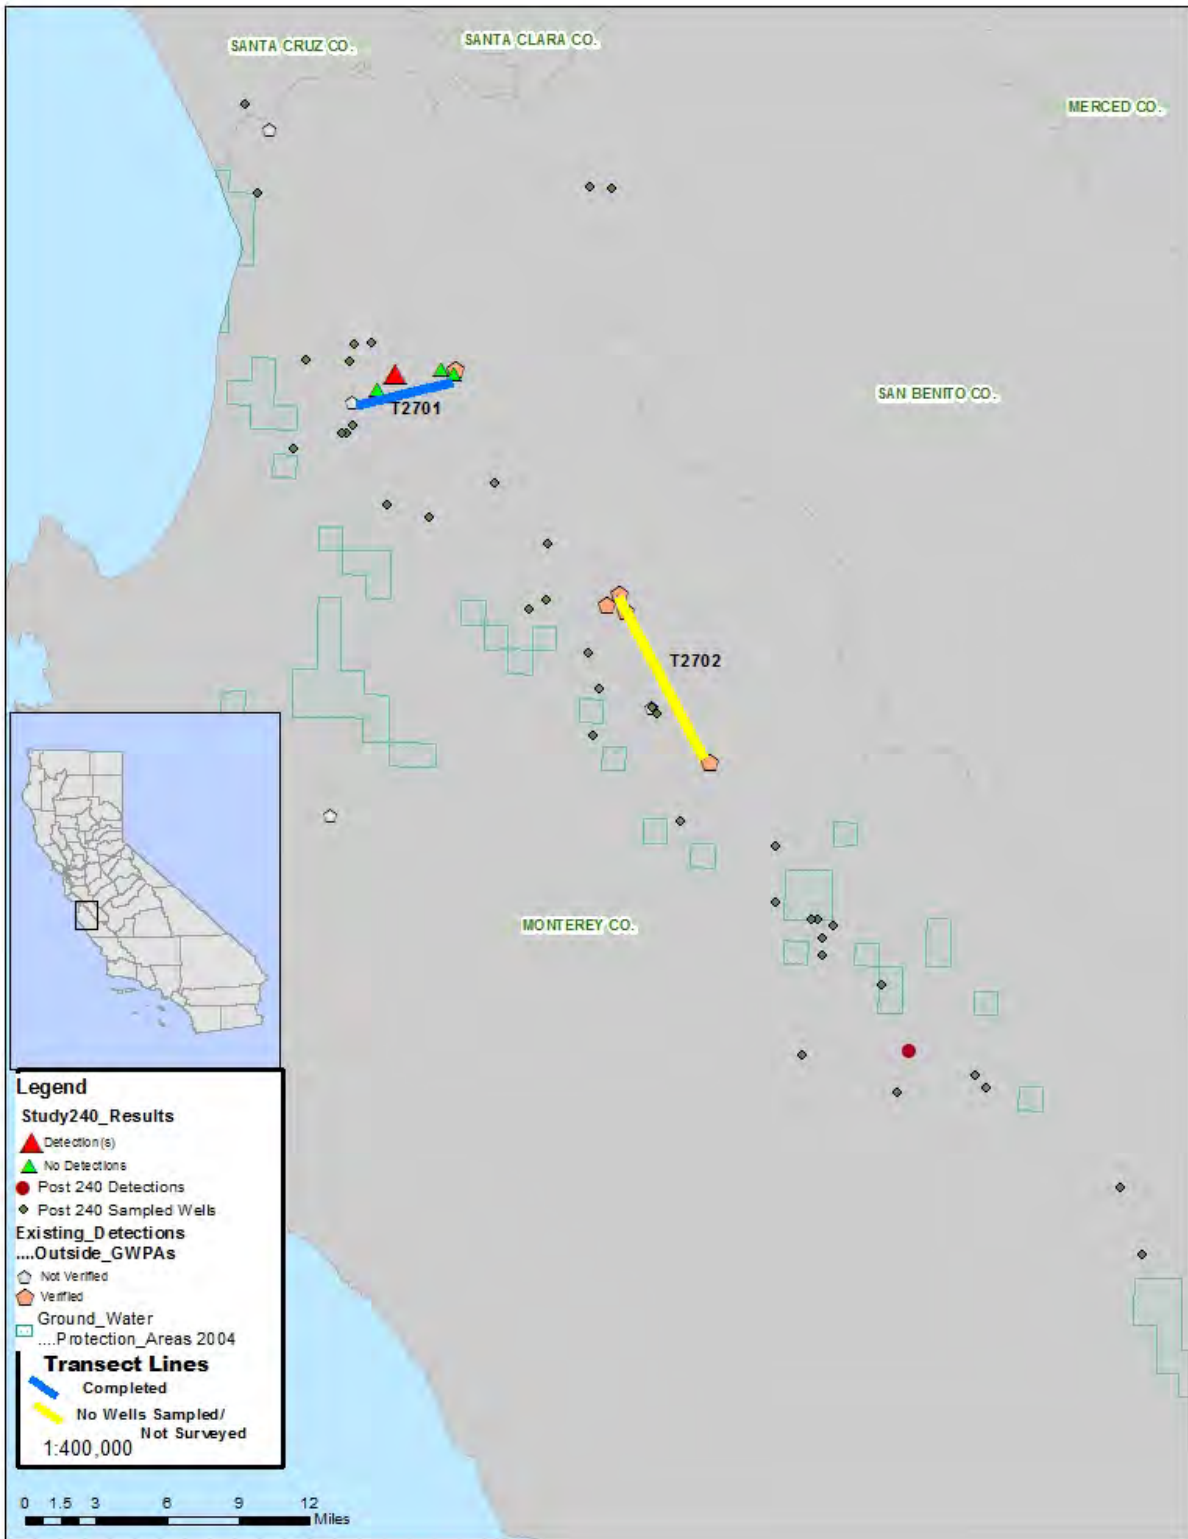 SANTA CRUZ CO.
SANTA CLARA CO.
MERCED CO.
SAN BENITO CO.
T2701
T2702
MONTEREY CO.
Legend
Study240_Results
Detection(s)
No Detections
Post 240 Detections
Post 240 Sampled Wells
Existing_Detections
....Outside_GWPAs
Not Verified
Verified
Ground_Water
....Protection_Areas 2004
Transect Lines
Completed
No Wells Sampled/
Not Surveyed
1:400,000
0 1.5 3 6 9 12
Miles